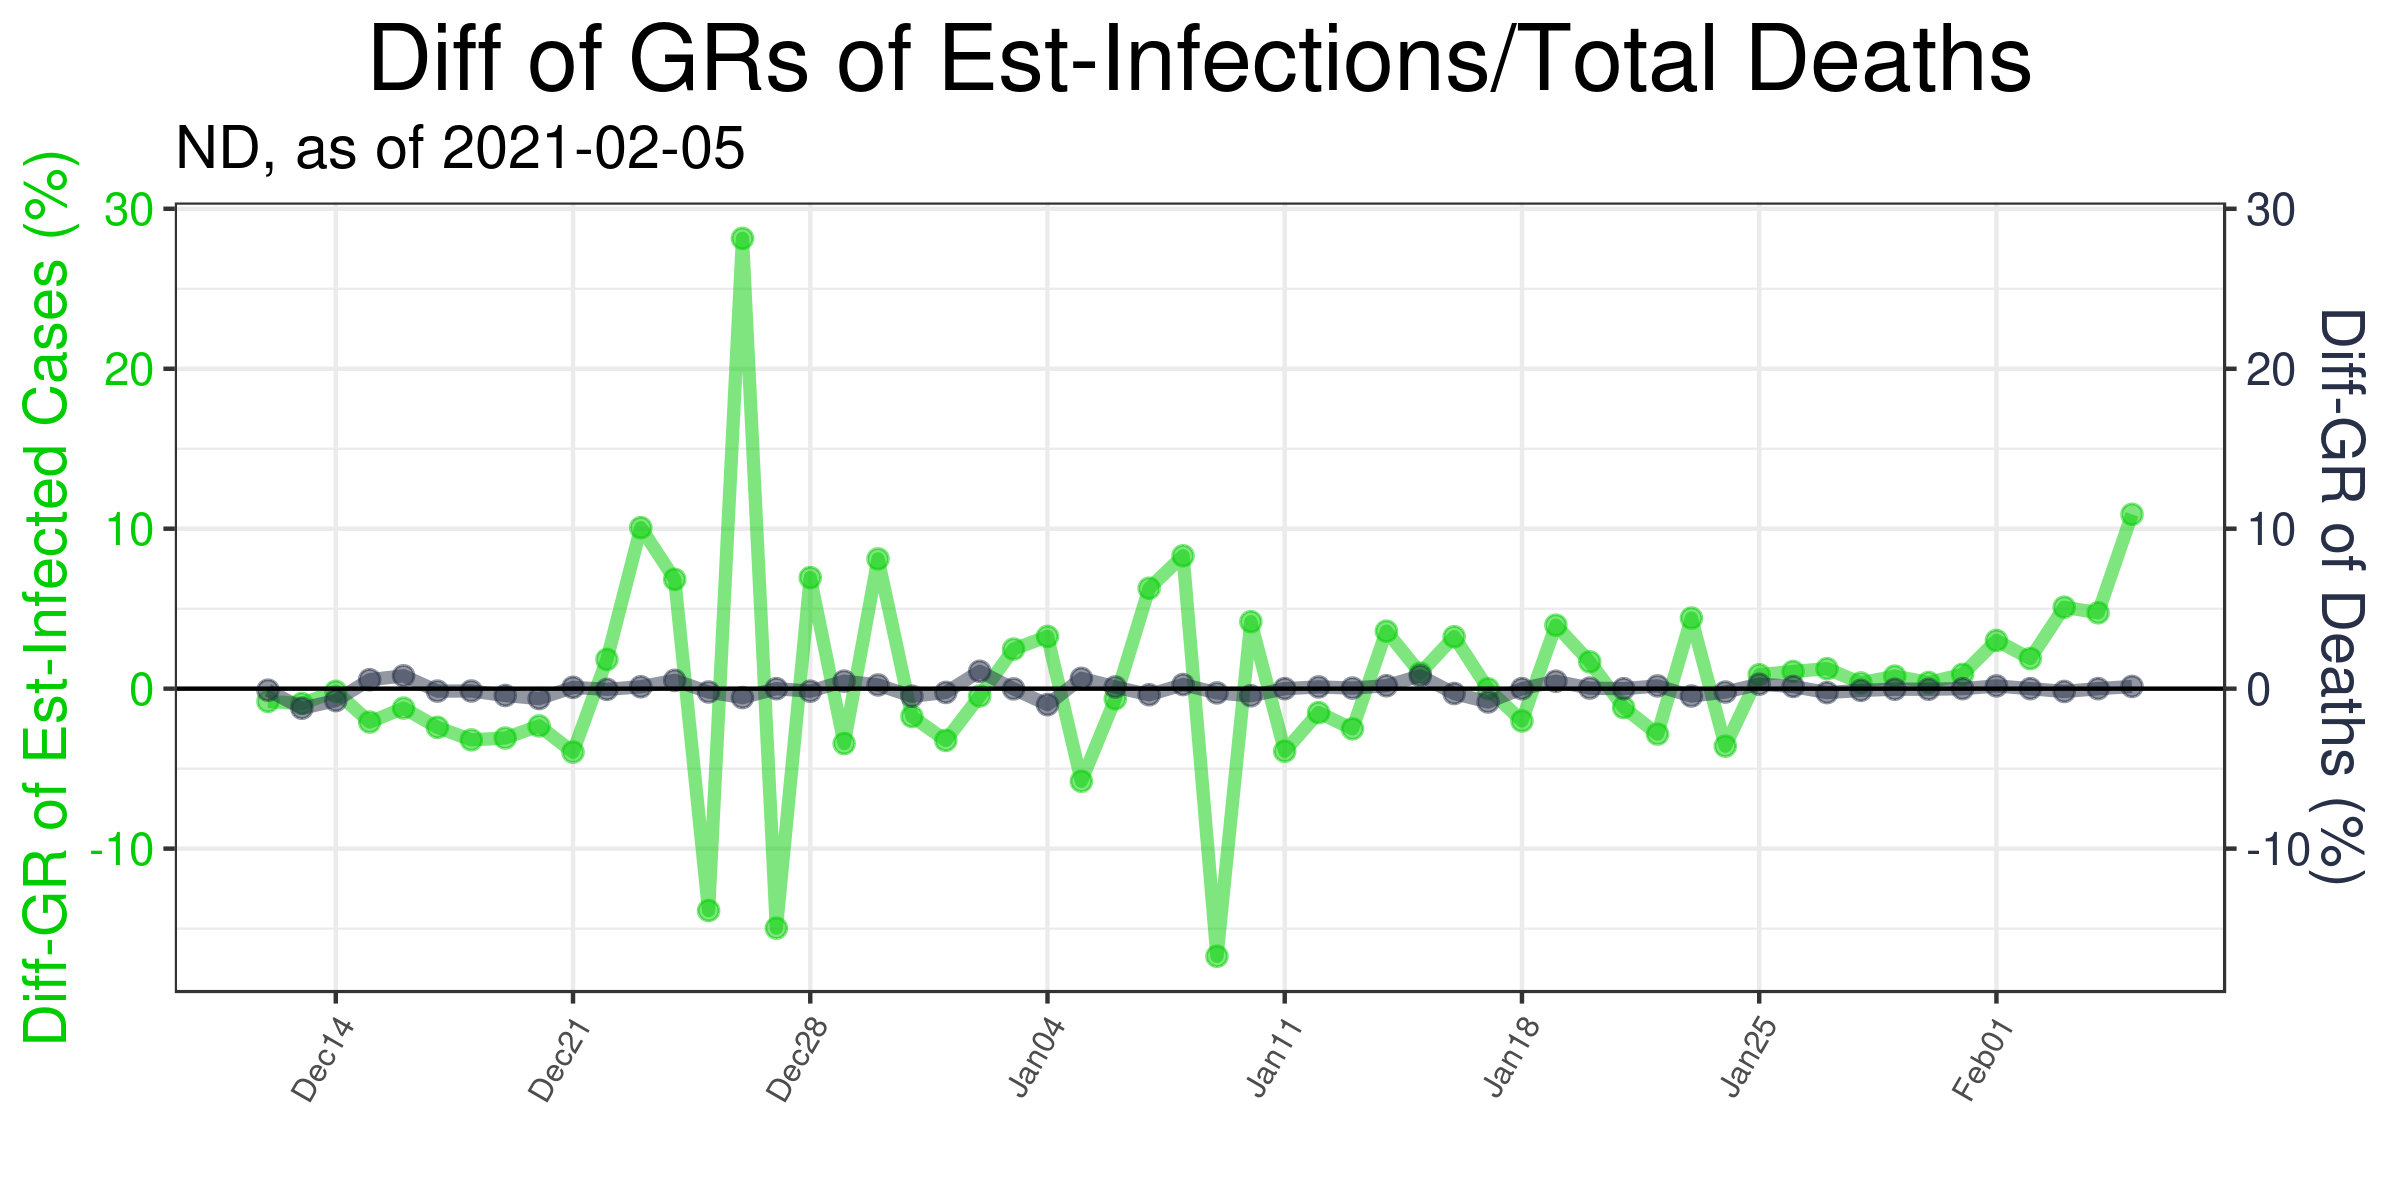 Diff of GRs of Est-Infections/Total Deaths
ND, as of 2021-02-05
Diff-GR of Est-Infected Cases (%)
30
20
10
0
-10
30
20
10
0
-10
Diff-GR of Deaths (%)
Dec14
Dec21
Dec28
Jan04
Jan11
Jan18
Jan25
Feb01